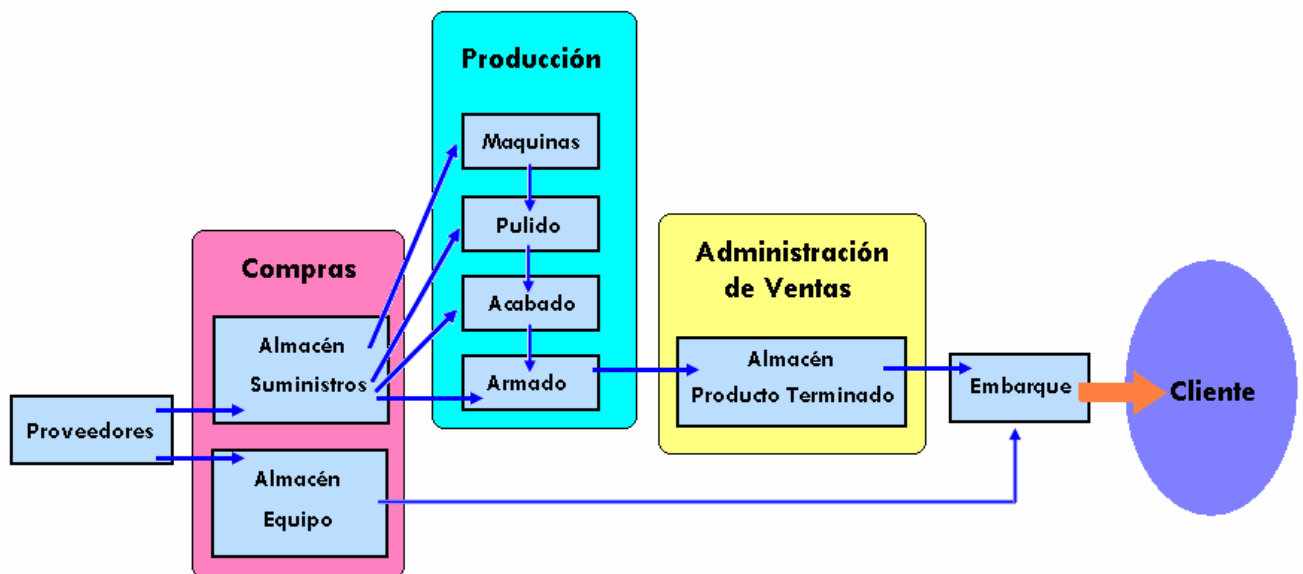 Proveedores
Compras
Almacén
Suministros
Almacén
Equipo
Producción
Maquinas
Pulido
Acabado
Armado
Administración
de Ventas
Almacén
Producto Terminado
Embarque
Cliente